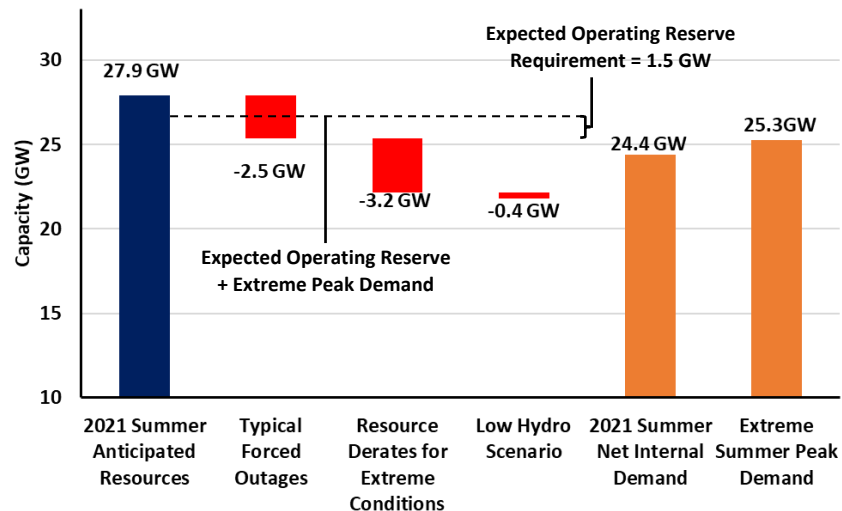 Expected Operating Reserve
Requirement = 1.5 GW
30
27.9 GW
25
24.4 GW
25.3GW
-2.5 GW
20
-3.2 GW
-0.4 GW
Expected Operating Reserve
+ Extreme Peak Demand
15
10
Capacity (GW)
2021 Summer
Anticipated
Resources
Typical
Forced
Outages
Resource
Derates for
Extreme
Conditions
Low Hydro
Scenario
2021 Summer
Net Internal
Demand
Extreme
Summer Peak
Demand